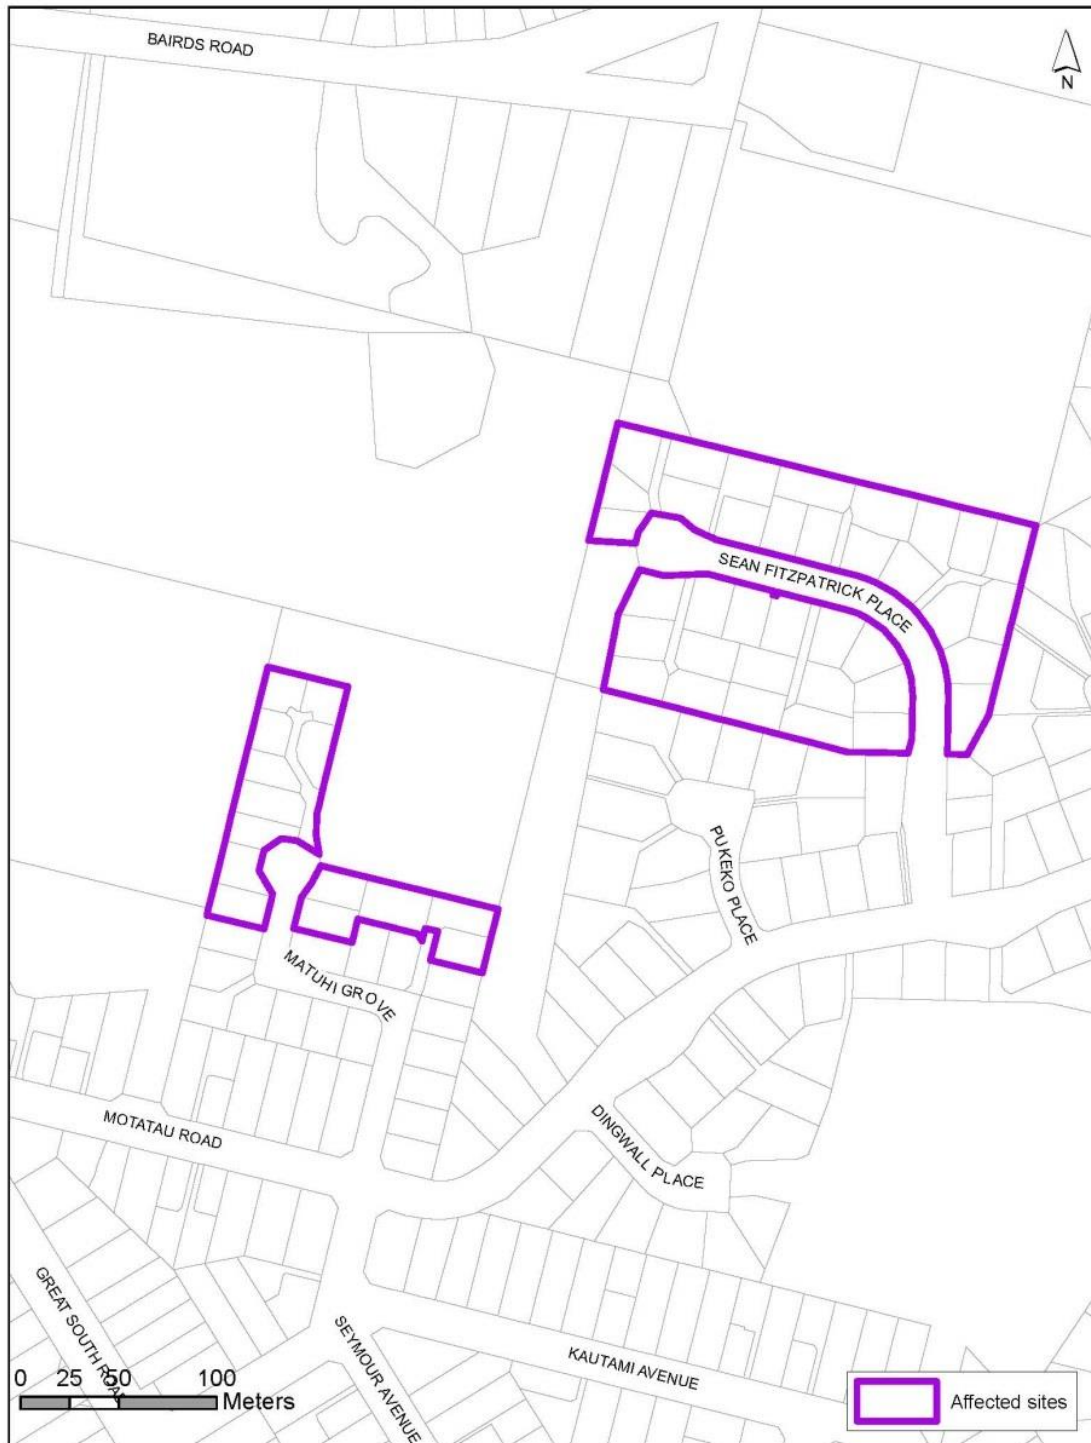 BAIRDS ROAD
N
SEAN FITZPATRICK PLACE
PUKEKO PLACE
MATUHI GROVE
MOTATAU ROAD
DINGWALL PLACE
GREAT SOUTH ROAD
SEYMOUR AVENUE
KAUTAMI AVENUE
0 25 50 100
Meters
Affected sites